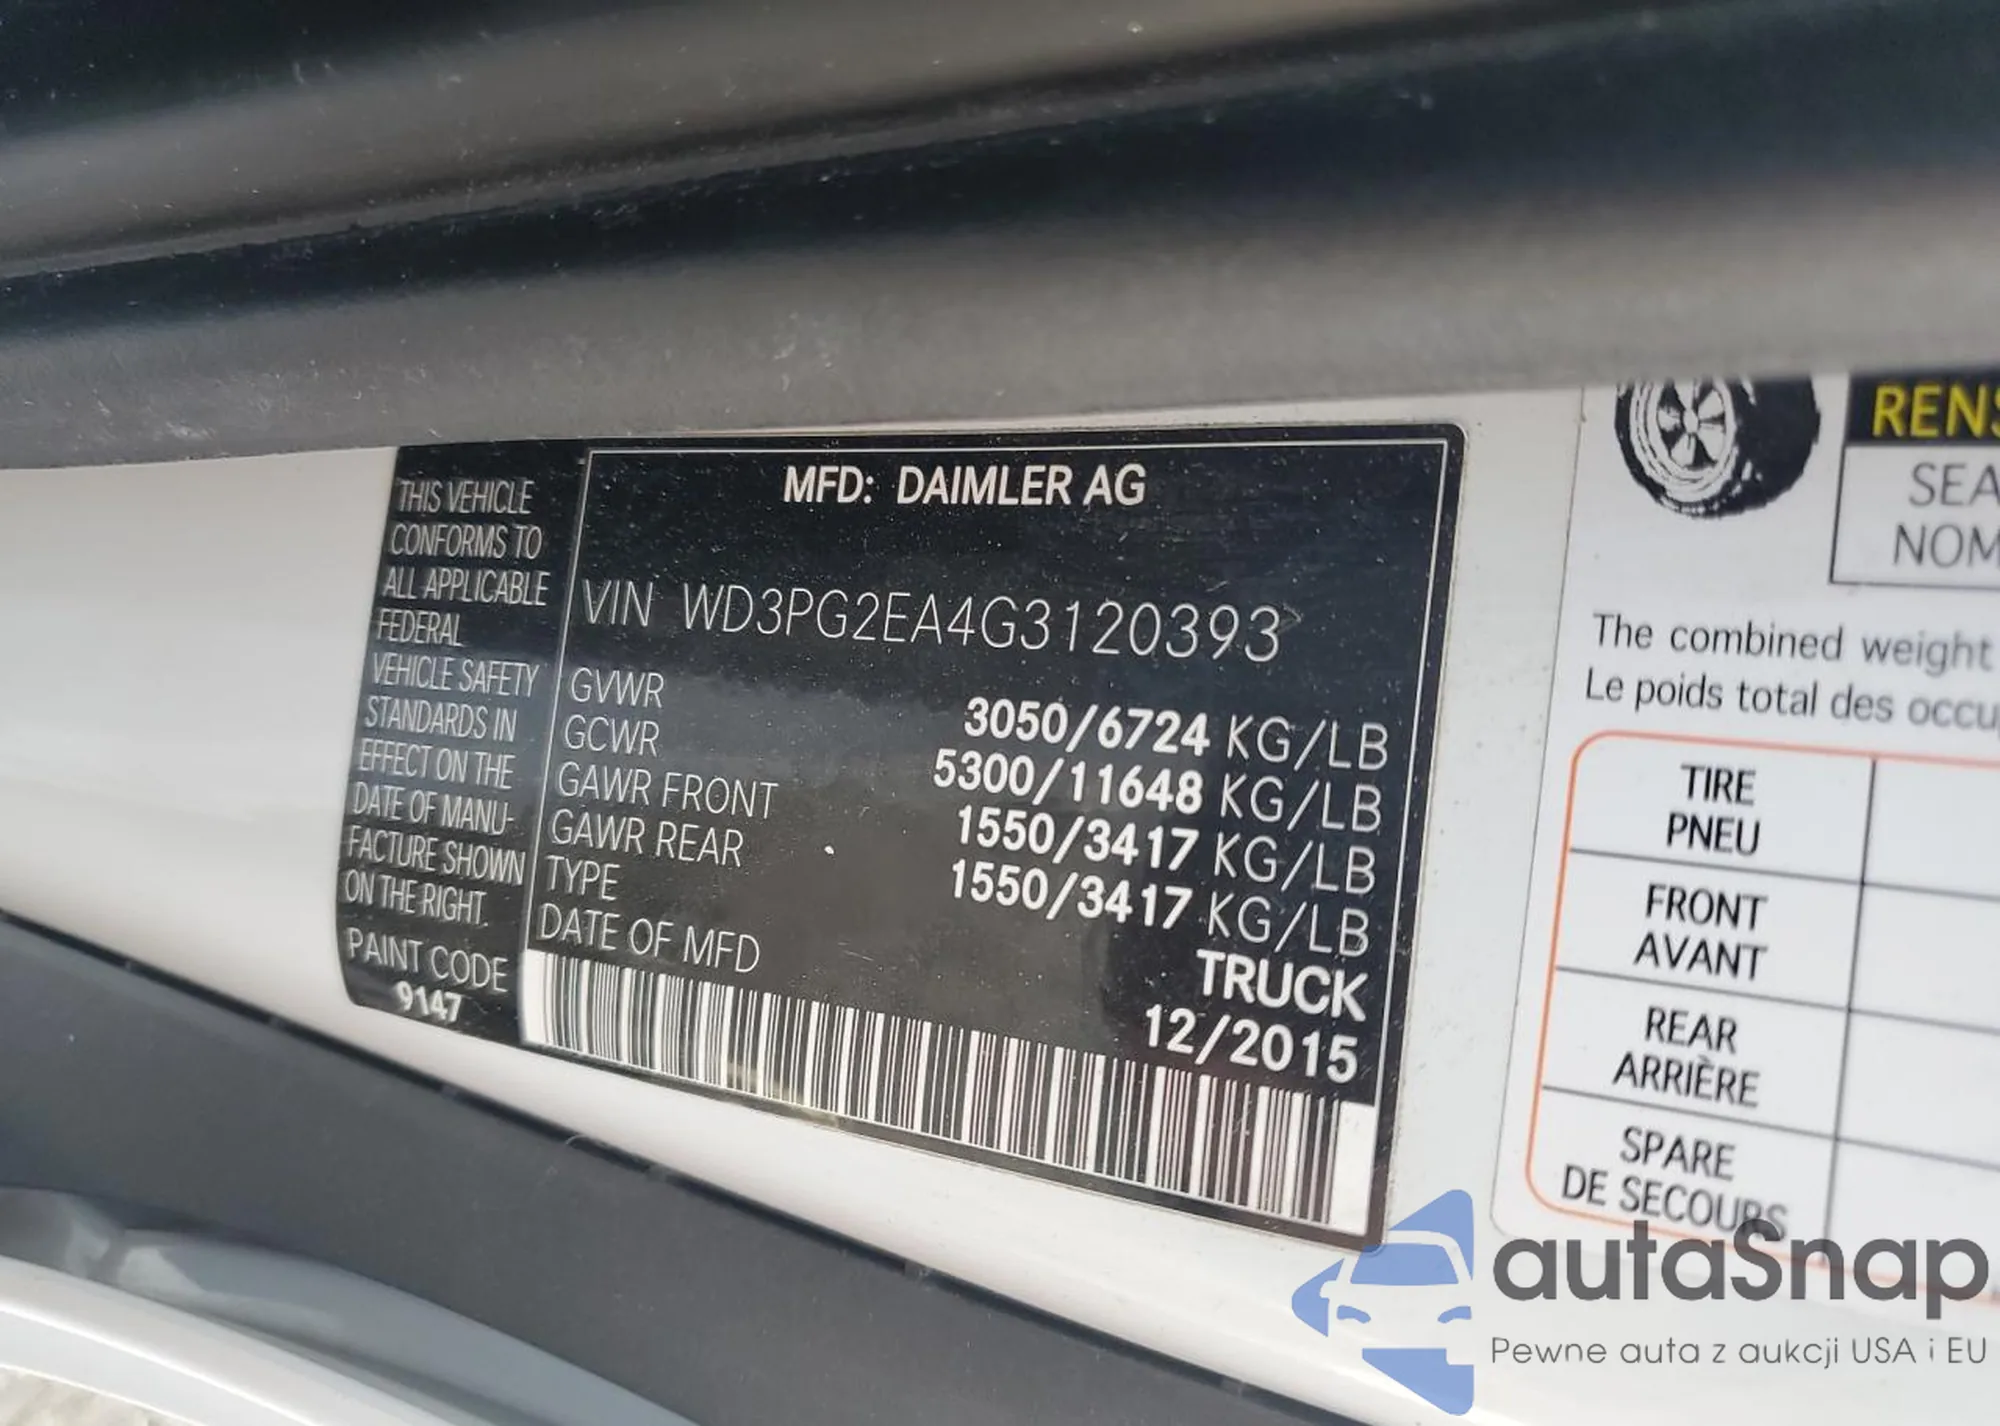 THIS VEHICLE
CONFORMS TO
ALL APPLICABLE
FEDERAL
VEHICLE SAFETY
STANDARDS IN
EFFECT ON THE
DATE OF MANU-
FACTURE SHOWN
ON THE RIGHT.
PAINT CODE
9147
MFD: DAIMLER AG
VIN WD3PG2EA4G3120393
GVWR 3050/6724 KG/LB
GCWR 5300/11648 KG/LB
GAWR FRONT 1550/3417 KG/LB
GAWR REAR 1550/3417 KG/LB
TYPE TRUCK
DATE OF MFD 12/2015
RENS
SEA
NOM
The combined weight
Le poids total des occu
TIRE
PNEU
FRONT
AVANT
REAR
ARRIÈRE
SPARE
DE SECOURS
autaSnap
Pewne auta z aukcji USA i EU